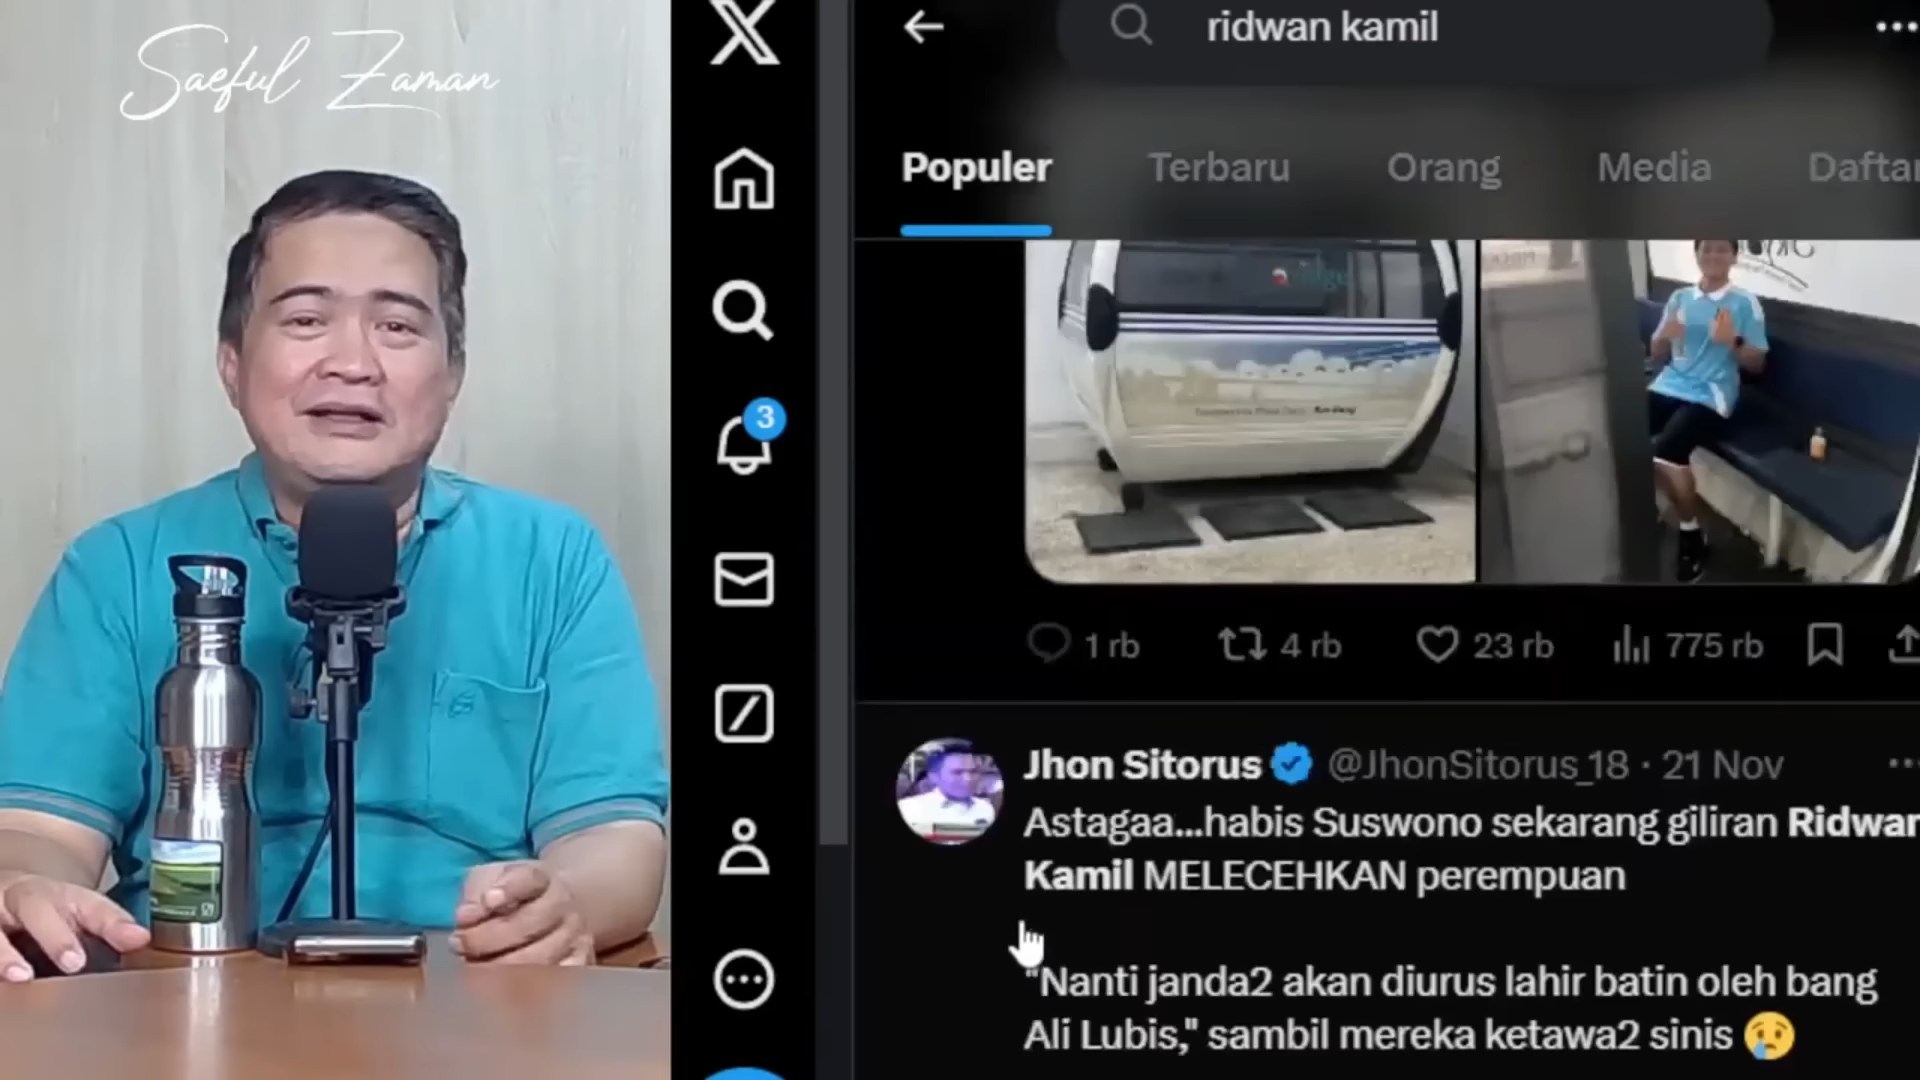 Saeful Zaman
ridwan kamil
Populer Terbaru Orang Media Daftar
3
1 rb 4 rb 23 rb 775 rb
Jhon Sitorus @JhonSitorus_18 · 21 Nov
Astagaa...habis Suswono sekarang giliran Ridwan
Kamil MELECEHKAN perempuan
"Nanti janda2 akan diurus lahir batin oleh bang
Ali Lubis," sambil mereka ketawa2 sinis 😢